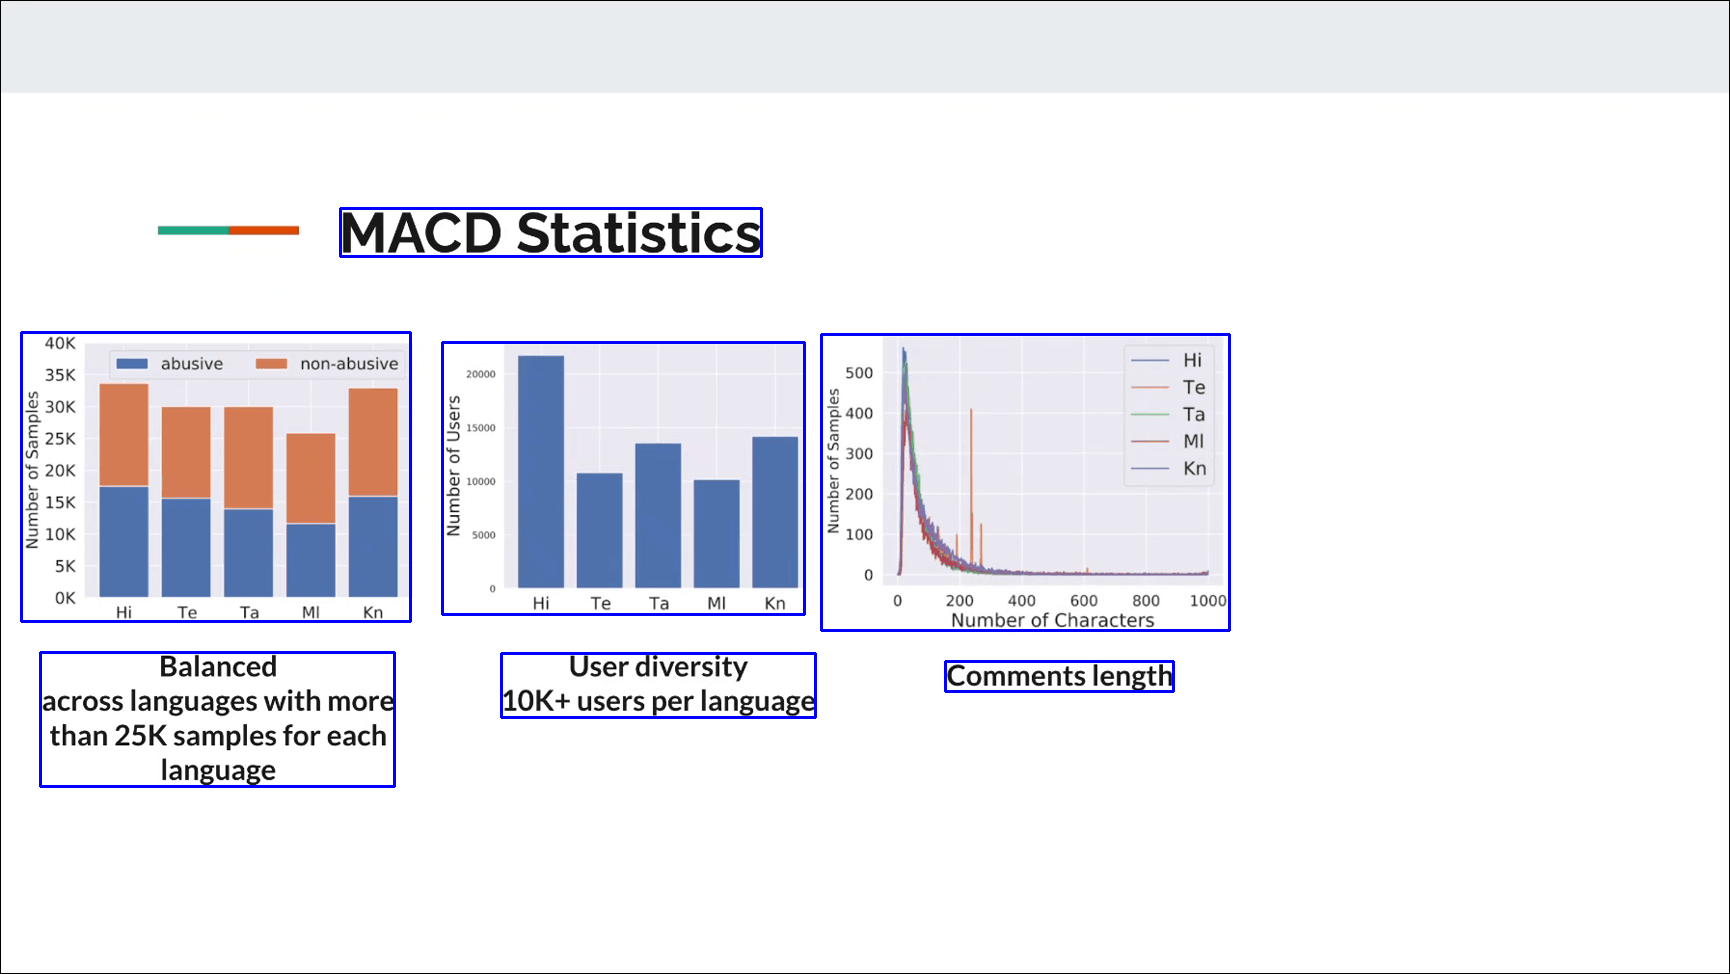 MACD Statistics
40K
35K
30K
25K
20K
15K
10K
5K
0K
Number of Samples
abusive
non-abusive
Hi Te Ta Ml Kn
Balanced
across languages with more
than 25K samples for each
language
20000
15000
10000
5000
0
Number of Users
Hi Te Ta Ml Kn
User diversity
10K+ users per language
500
400
300
200
100
0
Number of Samples
Hi
Te
Ta
Ml
Kn
0 200 400 600 800 1000
Number of Characters
Comments length